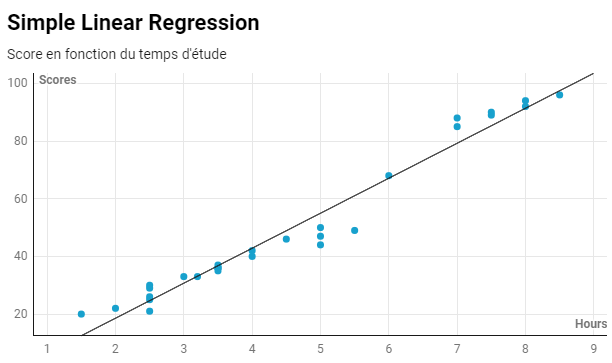 Simple Linear Regression
Score en fonction du temps d'étude
Scores
100
80
60
40
20
Hours
1 2 3 4 5 6 7 8 9